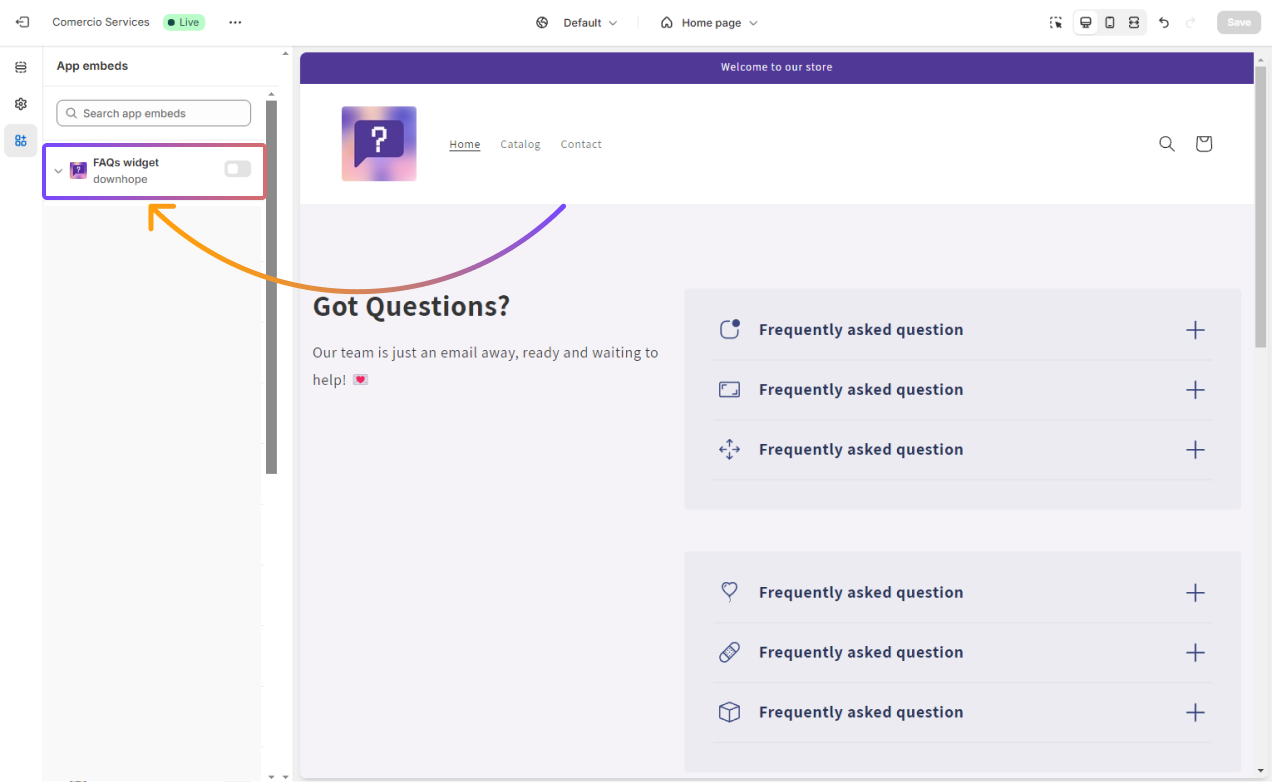 Comercio Services
Live
Default
Home page
Save
App embeds
Search app embeds
FAQs widget
downhope
Welcome to our store
?
Home
Catalog
Contact
Got Questions?
Our team is just an email away, ready and waiting to
help! 💌
Frequently asked question
Frequently asked question
Frequently asked question
Frequently asked question
Frequently asked question
Frequently asked question